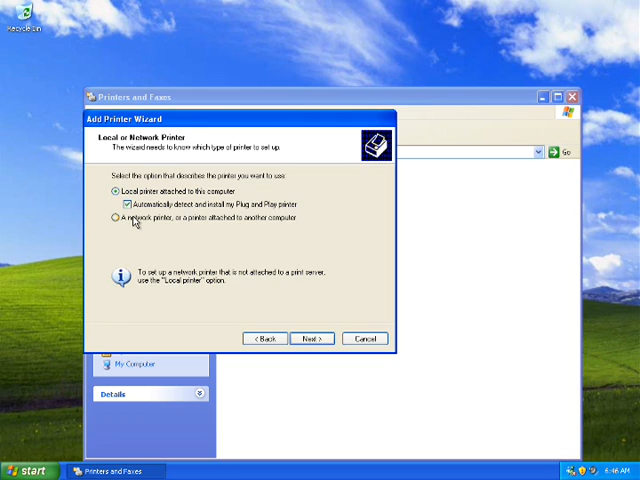 Recycle Bin
Printers and Faxes
Add Printer Wizard
Local or Network Printer
The wizard needs to know which type of printer to set up.
Go
Select the option that describes the printer you want to use:
Local printer attached to this computer
Automatically detect and install my Plug and Play printer
A network printer, or a printer attached to another computer
To set up a network printer that is not attached to a print server,
use the "Local printer" option.
< Back
Next >
Cancel
My Computer
Details
start
Printers and Faxes
6:46 AM